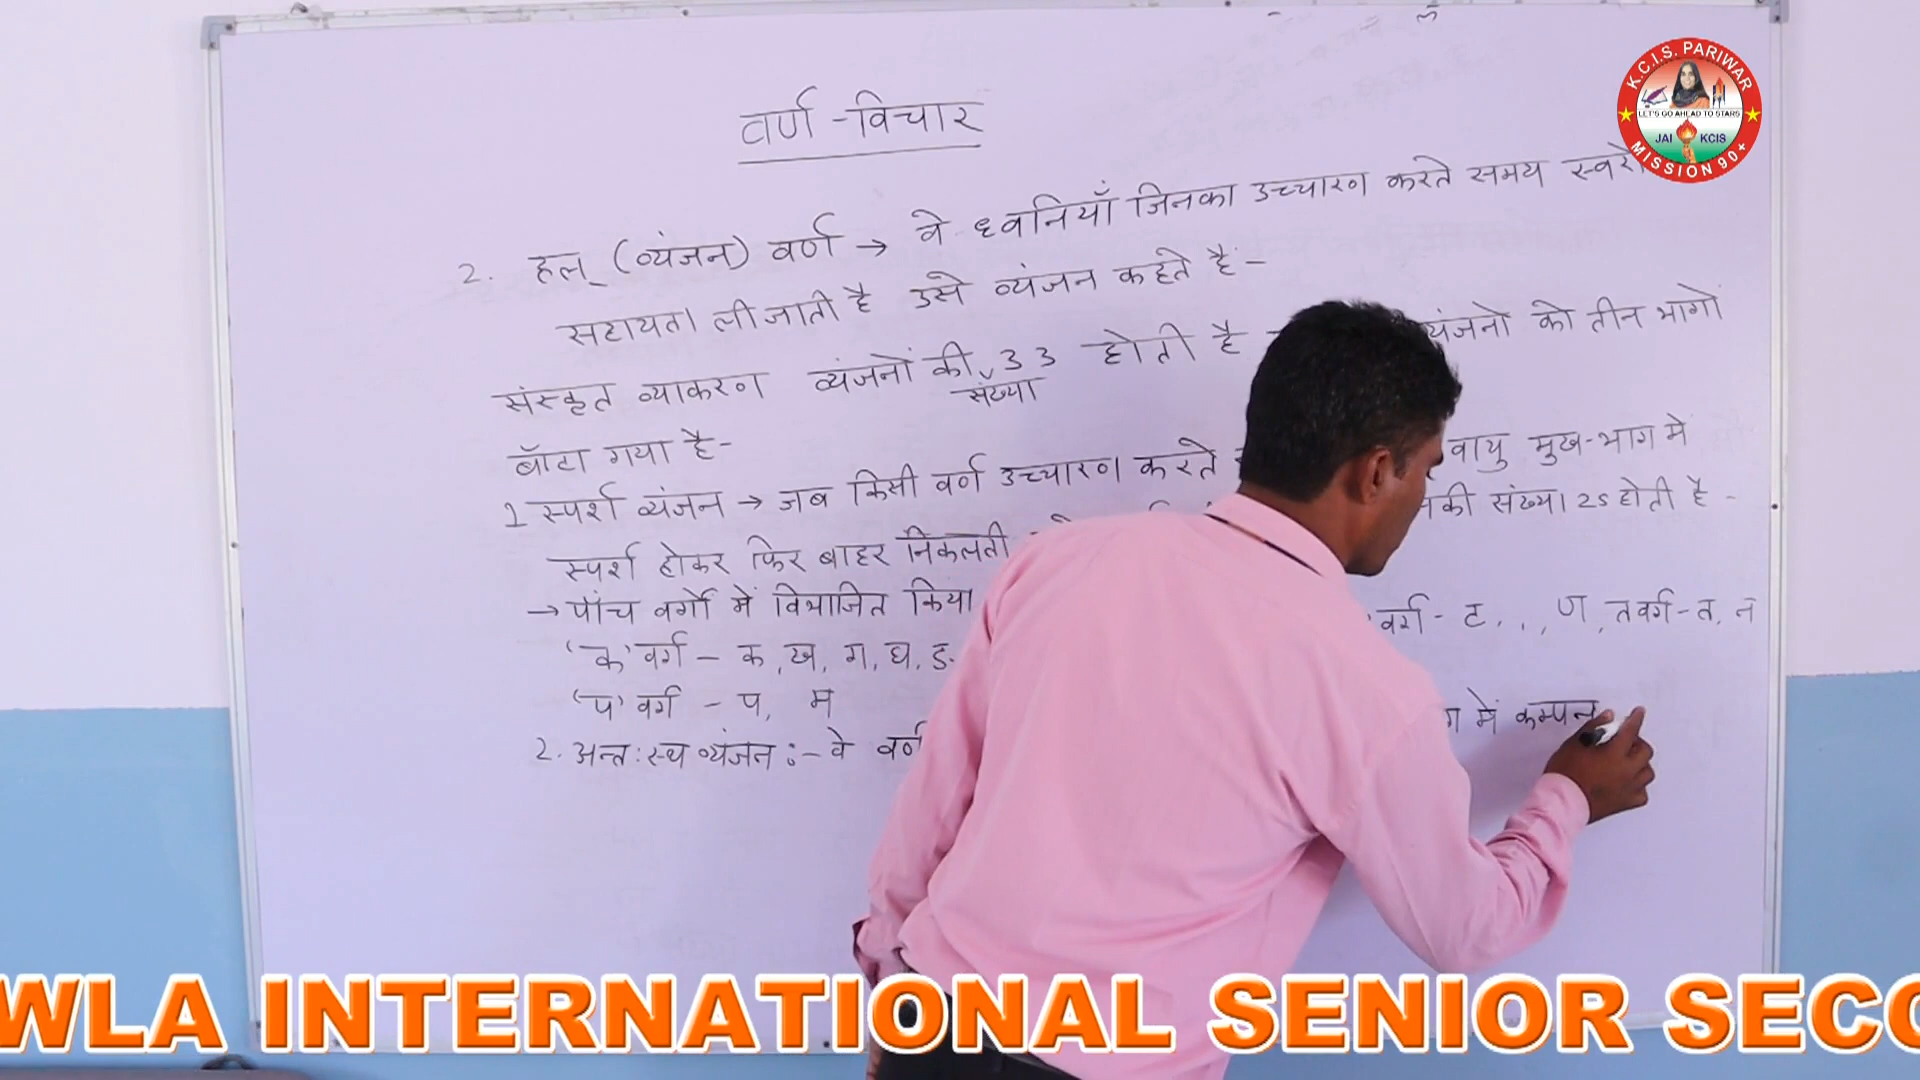 K.C.I.S. PARIWAR
LET'S GO AHEAD TO STARS
JAI KCIS
MISSION 90+
वर्ण - विचार
2. हल् (व्यंजन) वर्ण → वे ध्वनियाँ जिनका उच्चारण करते समय
सहायता ली जाती है उसे व्यंजन कहते हैं -
संस्कृत व्याकरण व्यंजनों की संख्या 33 होती है को तीन भागों
बाँटा गया है-
1 स्पर्श व्यंजन → जब किसी वर्ण उच्चारण करते वायु मुख-भाग में
स्पर्श होकर फिर बाहर निकलती संख्या 25 होती है -
→ पांच वर्गो में विभाजित किया वर्ग - ट, , , ण, तवर्ग - त, न
'क' वर्ग - क, ख, ग, घ, ङ
'प' वर्ग - प, म
2. अन्त:स्थ व्यंजन :- वे वर्ण में कम्पन
WLA INTERNATIONAL SENIOR SECO